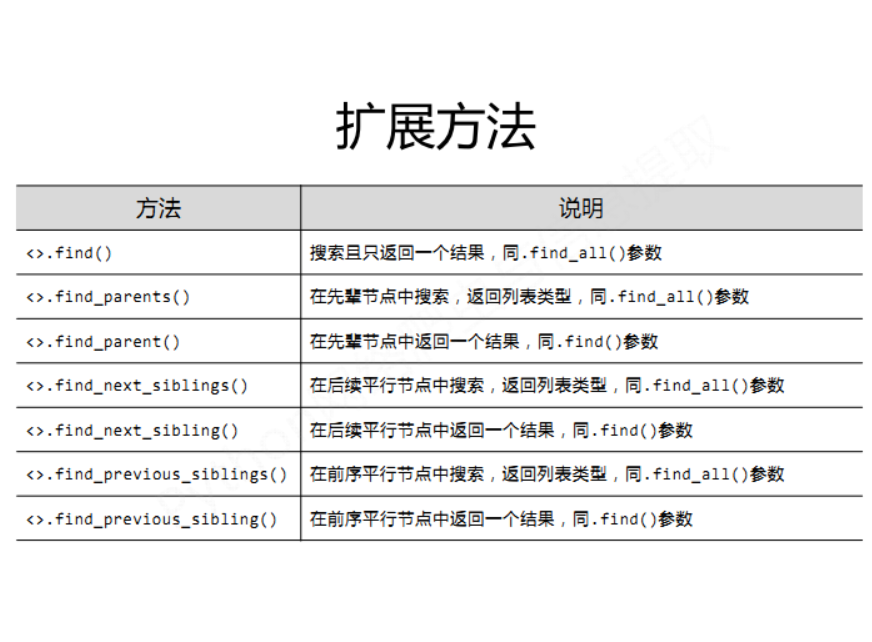 扩展方法
方法 说明
<>.find() 搜索且只返回一个结果，同.find_all()参数
<>.find_parents() 在先辈节点中搜索，返回列表类型，同.find_all()参数
<>.find_parent() 在先辈节点中返回一个结果，同.find()参数
<>.find_next_siblings() 在后续平行节点中搜索，返回列表类型，同.find_all()参数
<>.find_next_sibling() 在后续平行节点中返回一个结果，同.find()参数
<>.find_previous_siblings() 在前序平行节点中搜索，返回列表类型，同.find_all()参数
<>.find_previous_sibling() 在前序平行节点中返回一个结果，同.find()参数